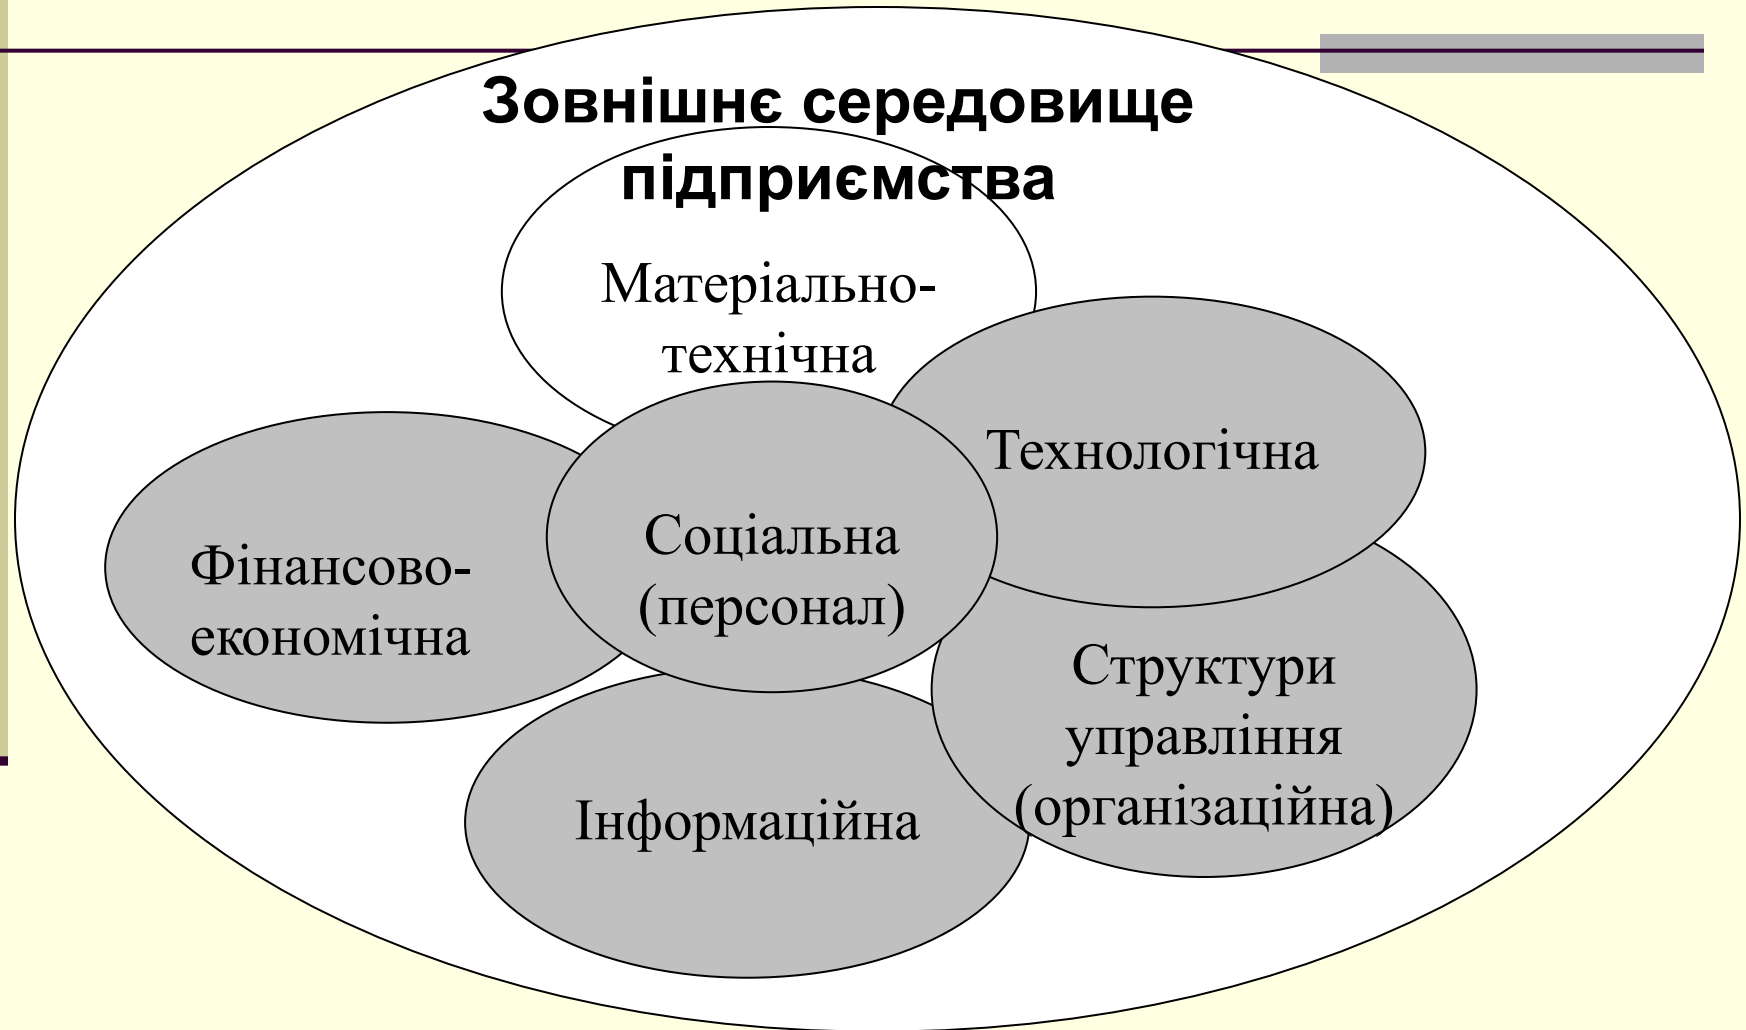 Зовнішнє середовище
підприємства
Матеріально-
технічна
Технологічна
Соціальна
(персонал)
Фінансово-
економічна
Структури
управління
(організаційна)
Інформаційна